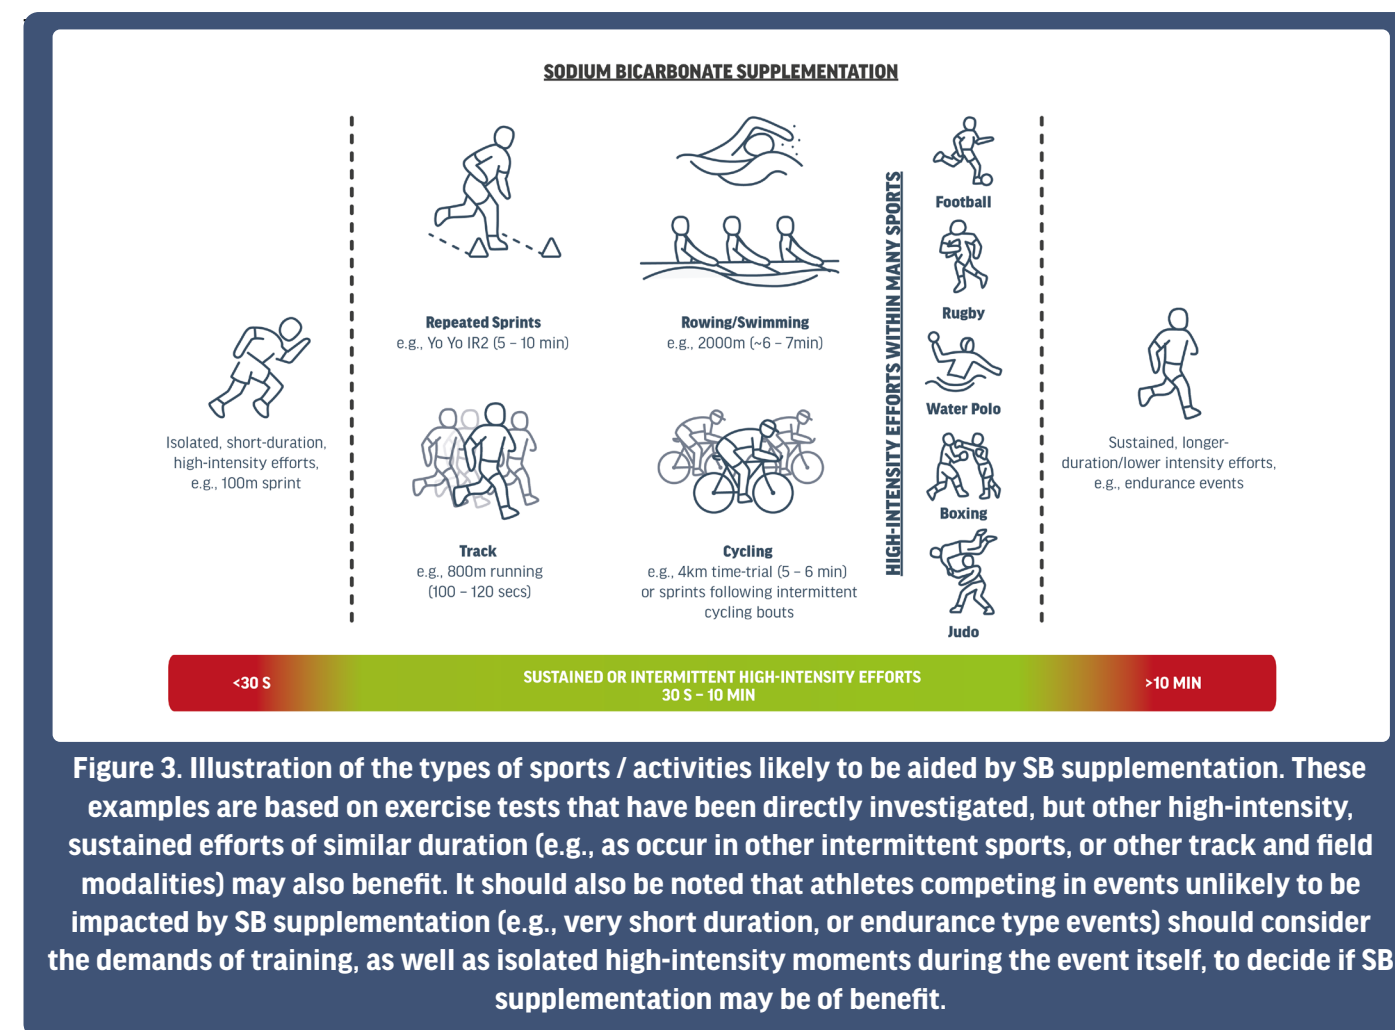 SODIUM BICARBONATE SUPPLEMENTATION
Isolated, short-duration,
high-intensity efforts,
e.g., 100m sprint
Repeated Sprints
e.g., Yo Yo IR2 (5 – 10 min)
Rowing/Swimming
e.g., 2000m (~6 – 7min)
Track
e.g., 800m running
(100 – 120 secs)
Cycling
e.g., 4km time-trial (5 – 6 min)
or sprints following intermittent
cycling bouts
HIGH-INTENSITY EFFORTS WITHIN MANY SPORTS
Football
Rugby
Water Polo
Boxing
Judo
Sustained, longer-
duration/lower intensity efforts,
e.g., endurance events
<30 S
SUSTAINED OR INTERMITTENT HIGH-INTENSITY EFFORTS
30 S – 10 MIN
>10 MIN
Figure 3. Illustration of the types of sports / activities likely to be aided by SB supplementation. These
examples are based on exercise tests that have been directly investigated, but other high-intensity,
sustained efforts of similar duration (e.g., as occur in other intermittent sports, or other track and field
modalities) may also benefit. It should also be noted that athletes competing in events unlikely to be
impacted by SB supplementation (e.g., very short duration, or endurance type events) should consider
the demands of training, as well as isolated high-intensity moments during the event itself, to decide if SB
supplementation may be of benefit.